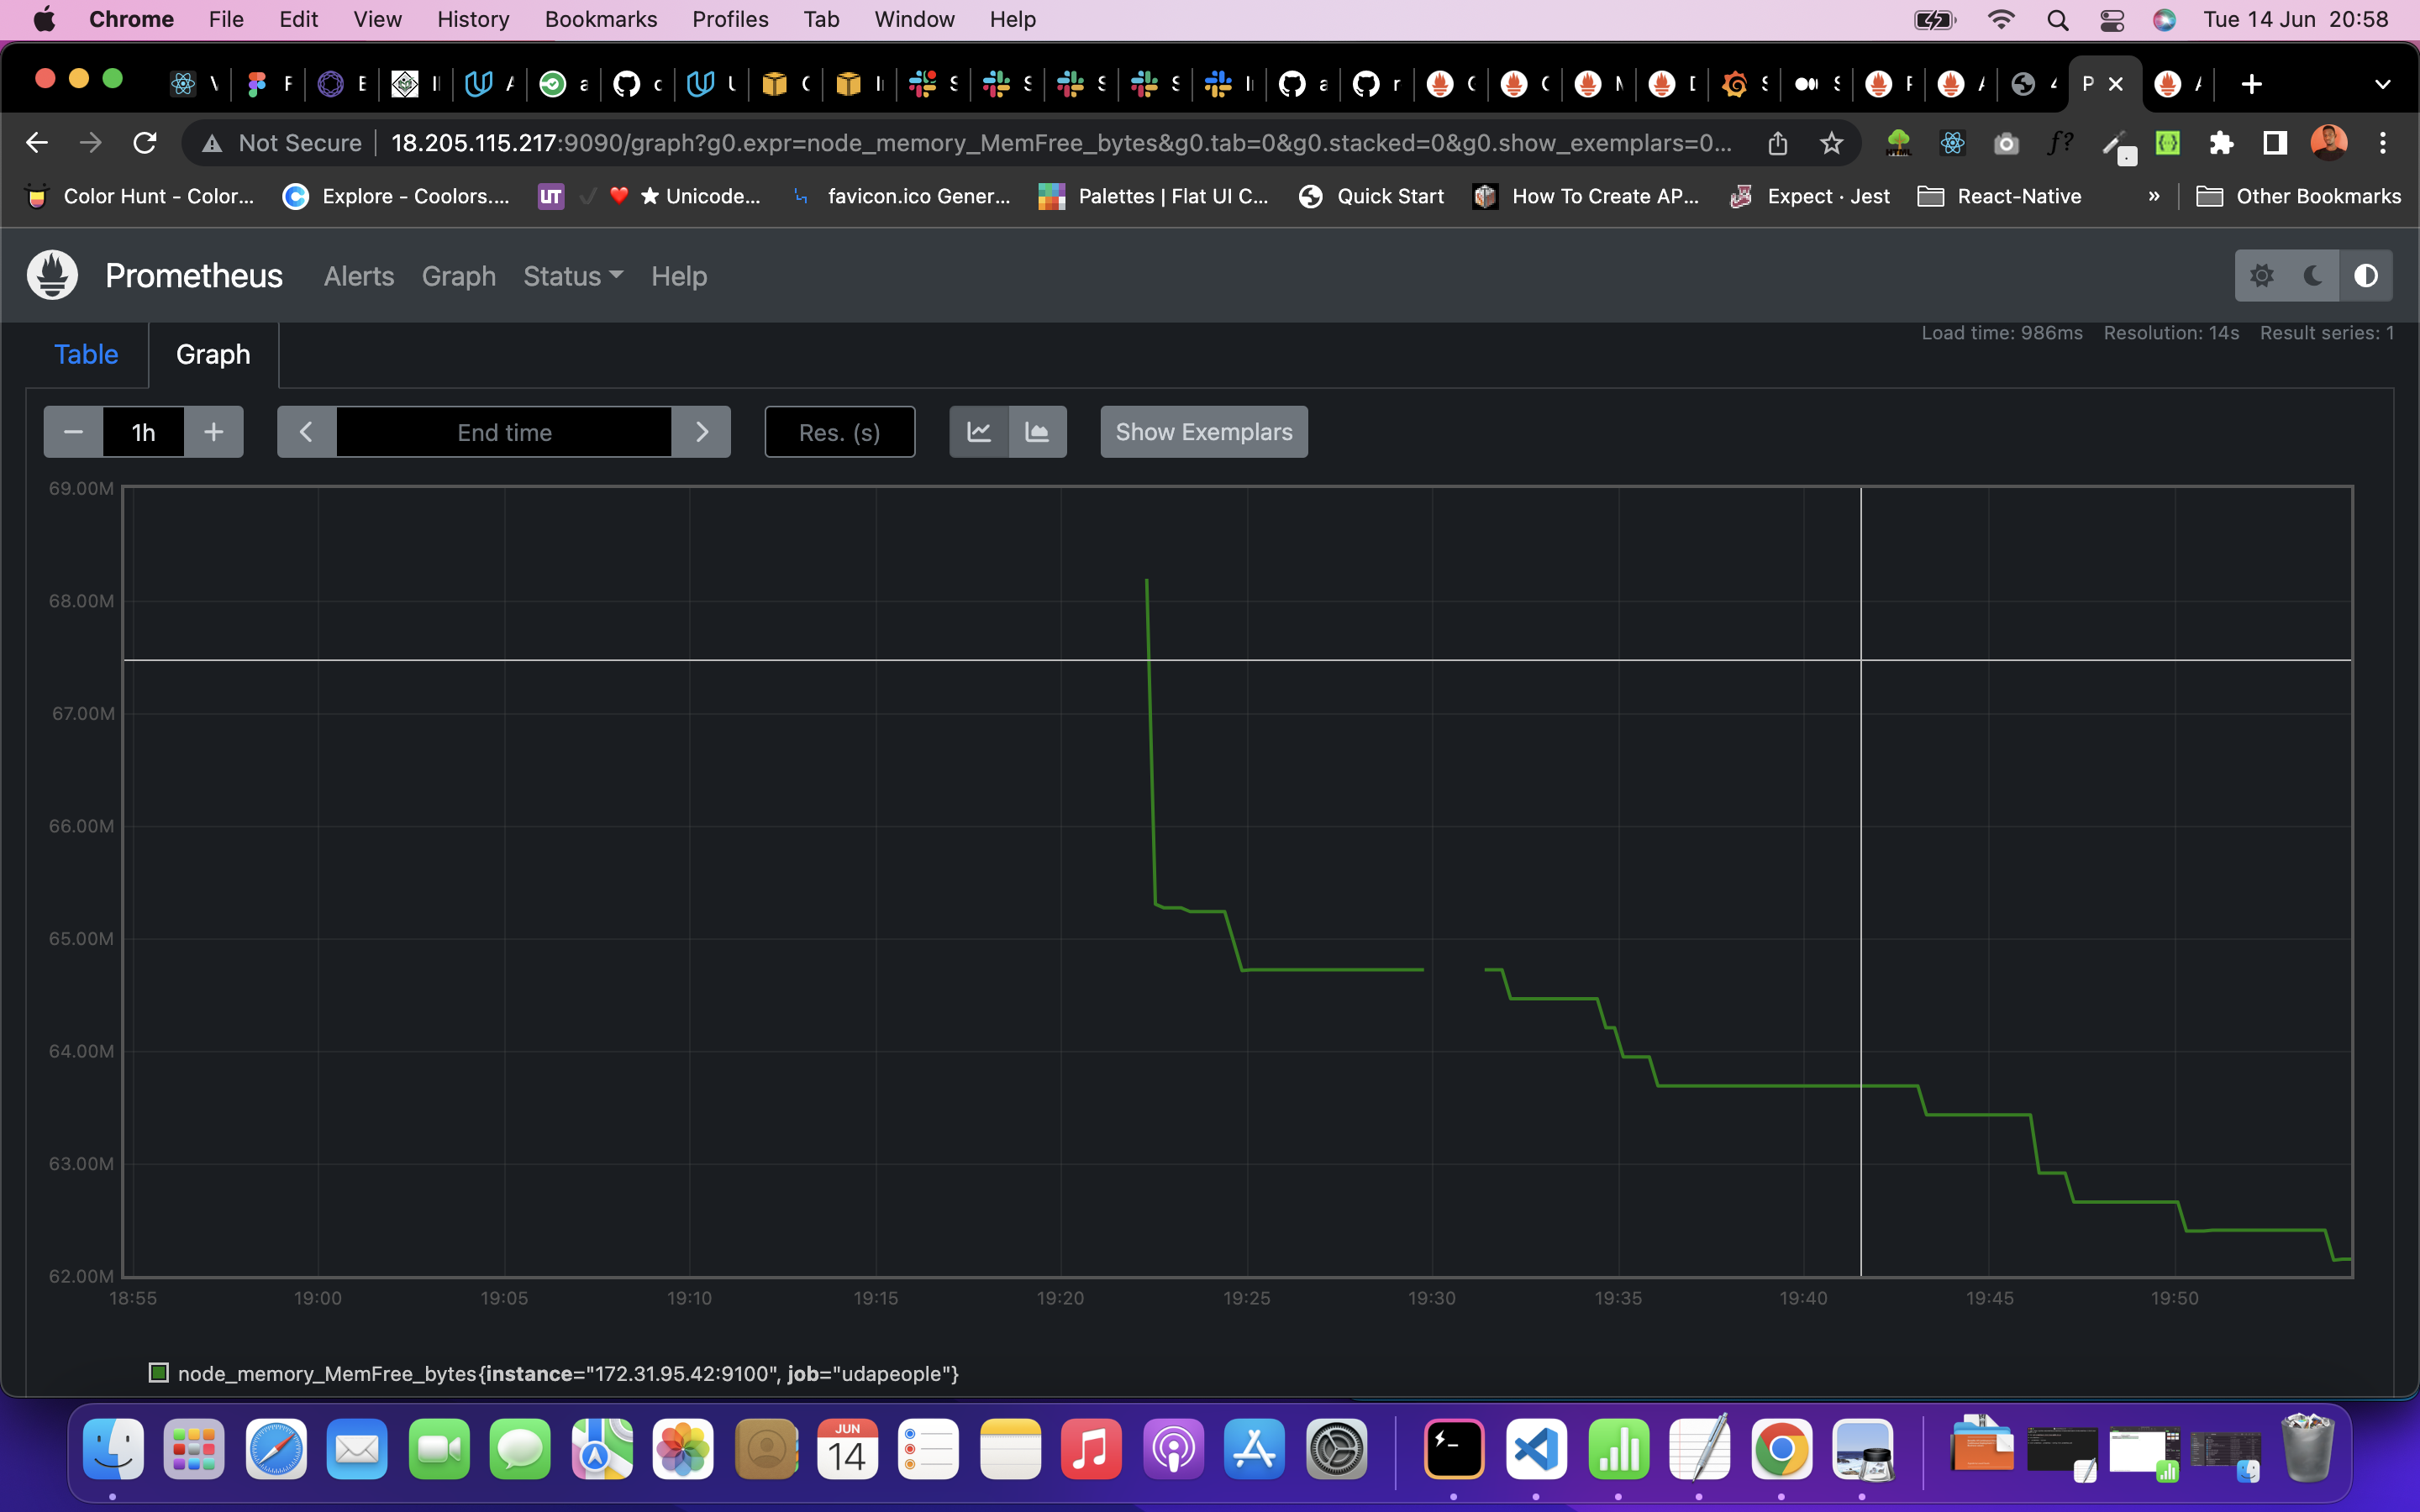 Chrome File Edit View History Bookmarks Profiles Tab Window Help Tue 14 Jun 20:58
P
Not Secure 18.205.115.217:9090/graph?g0.expr=node_memory_MemFree_bytes&g0.tab=0&g0.stacked=0&g0.show_exemplars=0... f?
Color Hunt - Color... Explore - Coolors.... UT ✓ ❤️ ★ Unicode... favicon.ico Gener... Palettes | Flat UI C... Quick Start How To Create AP... Expect · Jest React-Native » Other Bookmarks
Prometheus Alerts Graph Status Help
Load time: 986ms Resolution: 14s Result series: 1
Table Graph
1h End time Res. (s) Show Exemplars
69.00M
68.00M
67.00M
66.00M
65.00M
64.00M
63.00M
62.00M
18:55 19:00 19:05 19:10 19:15 19:20 19:25 19:30 19:35 19:40 19:45 19:50
node_memory_MemFree_bytes{instance="172.31.95.42:9100", job="udapeople"}
JUN
14